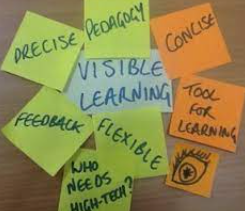 PRECISE
PEDAGOGY
CONCISE
VISIBLE
LEARNING
TOOL
FOR
LEARNING
FEEDBACK
FLEXIBLE
WHO
NEEDS
HIGH-TECH?